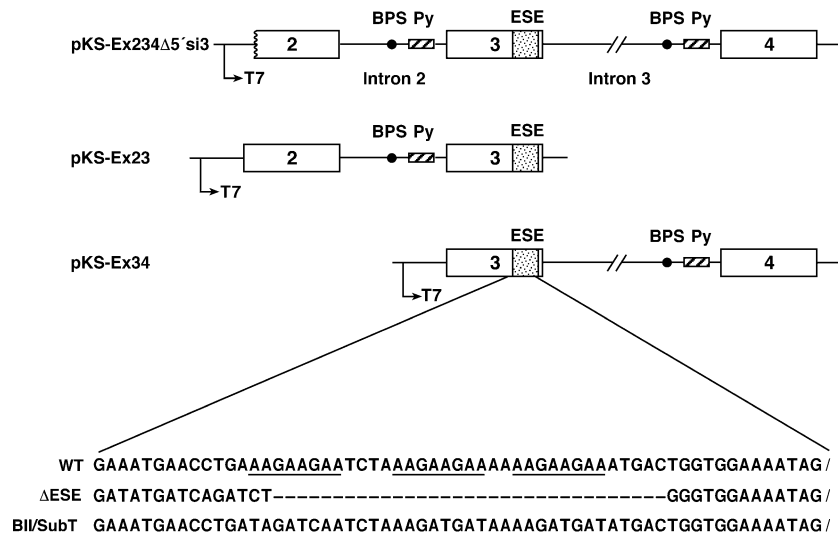 pKS-Ex234Δ5´si3
T7
2
BPS Py
Intron 2
3
ESE
Intron 3
BPS Py
4
pKS-Ex23
T7
2
BPS Py
3
ESE
pKS-Ex34
T7
3
ESE
BPS Py
4
WT GAAATGAACCTGAAAGAAGAATCTAAAGAAGAAAAAAGAAGAAATGACTGGTGGAAAATAG/
ΔESE GATATGATCAGATCT---------------------------------GGGTGGAAAATAG/
BII/SubT GAAATGAACCTGATAGATCAATCTAAAGATGATAAAAGATGATATGACTGGTGGAAAATAG/